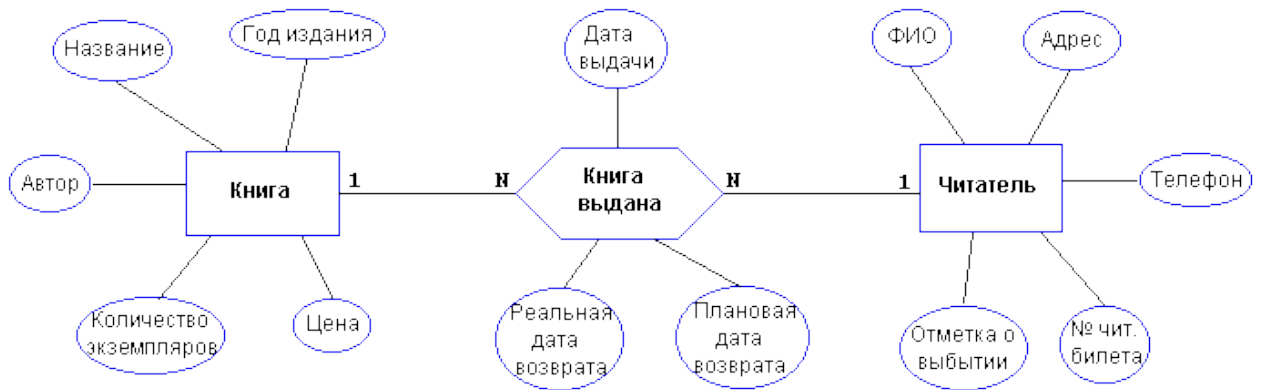 Название
Год издания
Дата
выдачи
ФИО
Адрес
Автор
Книга
1
N
Книга
выдана
N
1
Читатель
Телефон
Количество
экземпляров
Цена
Реальная
дата
возврата
Плановая
дата
возврата
Отметка о
выбытии
№ чит.
билета